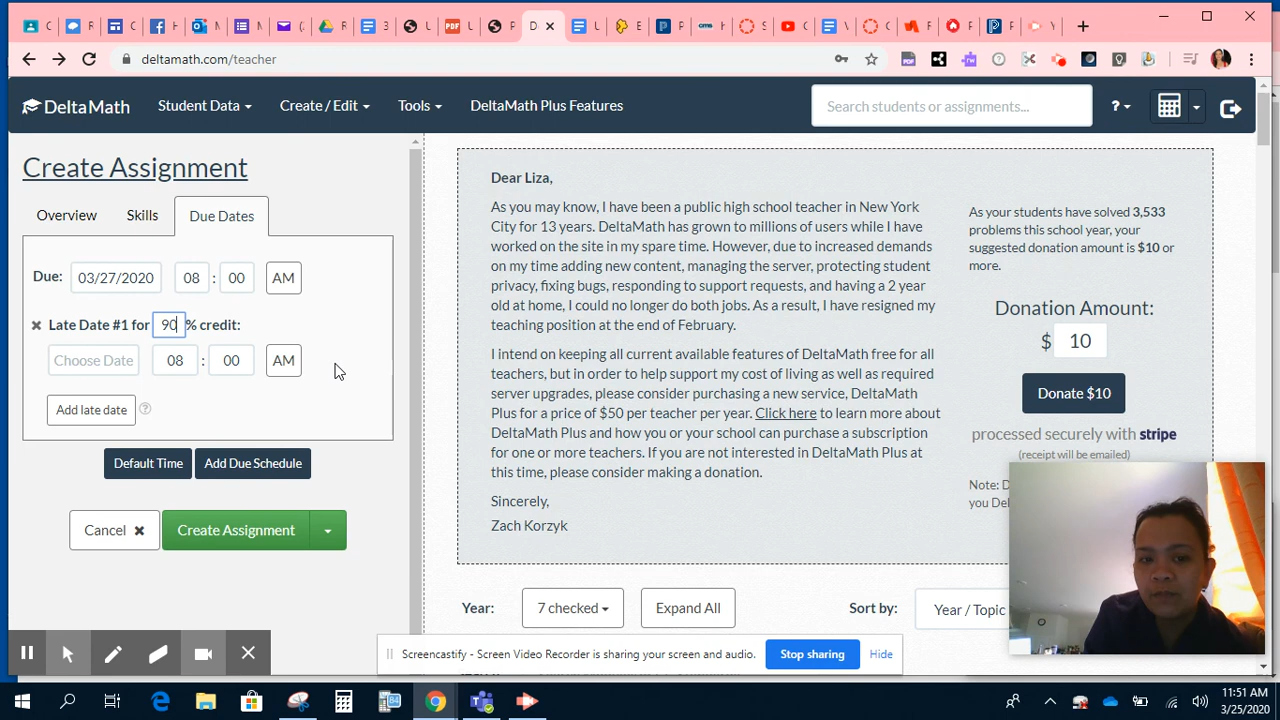 deltamath.com/teacher
DeltaMath
Student Data
Create / Edit
Tools
DeltaMath Plus Features
Search students or assignments...
?
Create Assignment
Overview
Skills
Due Dates
Due: 03/27/2020 08 : 00 AM
Late Date #1 for 90 % credit:
Choose Date 08 : 00 AM
Add late date
Default Time
Add Due Schedule
Cancel
Create Assignment
Dear Liza,
As you may know, I have been a public high school teacher in New York
City for 13 years. DeltaMath has grown to millions of users while I have
worked on the site in my spare time. However, due to increased demands
on my time adding new content, managing the server, protecting student
privacy, fixing bugs, responding to support requests, and having a 2 year
old at home, I could no longer do both jobs. As a result, I have resigned my
teaching position at the end of February.
I intend on keeping all current available features of DeltaMath free for all
teachers, but in order to help support my cost of living as well as required
server upgrades, please consider purchasing a new service, DeltaMath
Plus for a price of $50 per teacher per year. Click here to learn more about
DeltaMath Plus and how you or your school can purchase a subscription
for one or more teachers. If you are not interested in DeltaMath Plus at
this time, please consider making a donation.
Sincerely,
Zach Korzyk
As your students have solved 3,533
problems this school year, your
suggested donation amount is $10 or
more.
Donation Amount:
$ 10
Donate $10
processed securely with stripe
(receipt will be emailed)
Note:
you
Year: 7 checked
Expand All
Sort by: Year / Topic
Screencastify - Screen Video Recorder is sharing your screen and audio.
Stop sharing
Hide
11:51 AM
3/25/2020